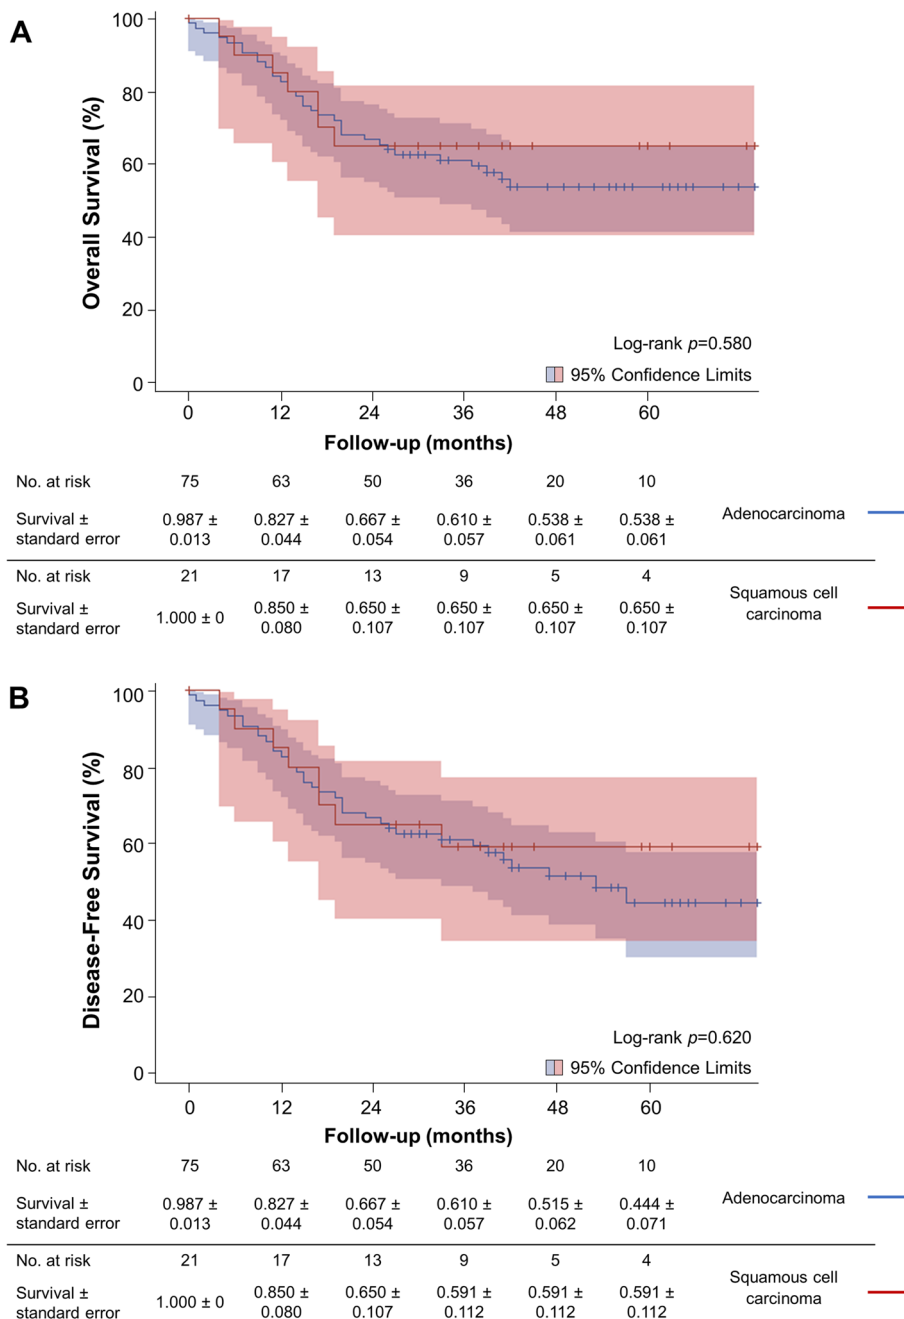 A
Overall Survival (%)
100
80
60
40
20
0
Log-rank p=0.580
95% Confidence Limits
0 12 24 36 48 60
Follow-up (months)
No. at risk 75 63 50 36 20 10
Survival ± 0.987 ± 0.827 ± 0.667 ± 0.610 ± 0.538 ± 0.538 ± Adenocarcinoma
standard error 0.013 0.044 0.054 0.057 0.061 0.061
No. at risk 21 17 13 9 5 4
Survival ± 1.000 ± 0 0.850 ± 0.650 ± 0.650 ± 0.650 ± 0.650 ± Squamous cell
standard error 0.080 0.107 0.107 0.107 0.107 carcinoma
B
Disease-Free Survival (%)
100
80
60
40
20
0
Log-rank p=0.620
95% Confidence Limits
0 12 24 36 48 60
Follow-up (months)
No. at risk 75 63 50 36 20 10
Survival ± 0.987 ± 0.827 ± 0.667 ± 0.610 ± 0.515 ± 0.444 ± Adenocarcinoma
standard error 0.013 0.044 0.054 0.057 0.062 0.071
No. at risk 21 17 13 9 5 4
Survival ± 1.000 ± 0 0.850 ± 0.650 ± 0.591 ± 0.591 ± 0.591 ± Squamous cell
standard error 0.080 0.107 0.112 0.112 0.112 carcinoma